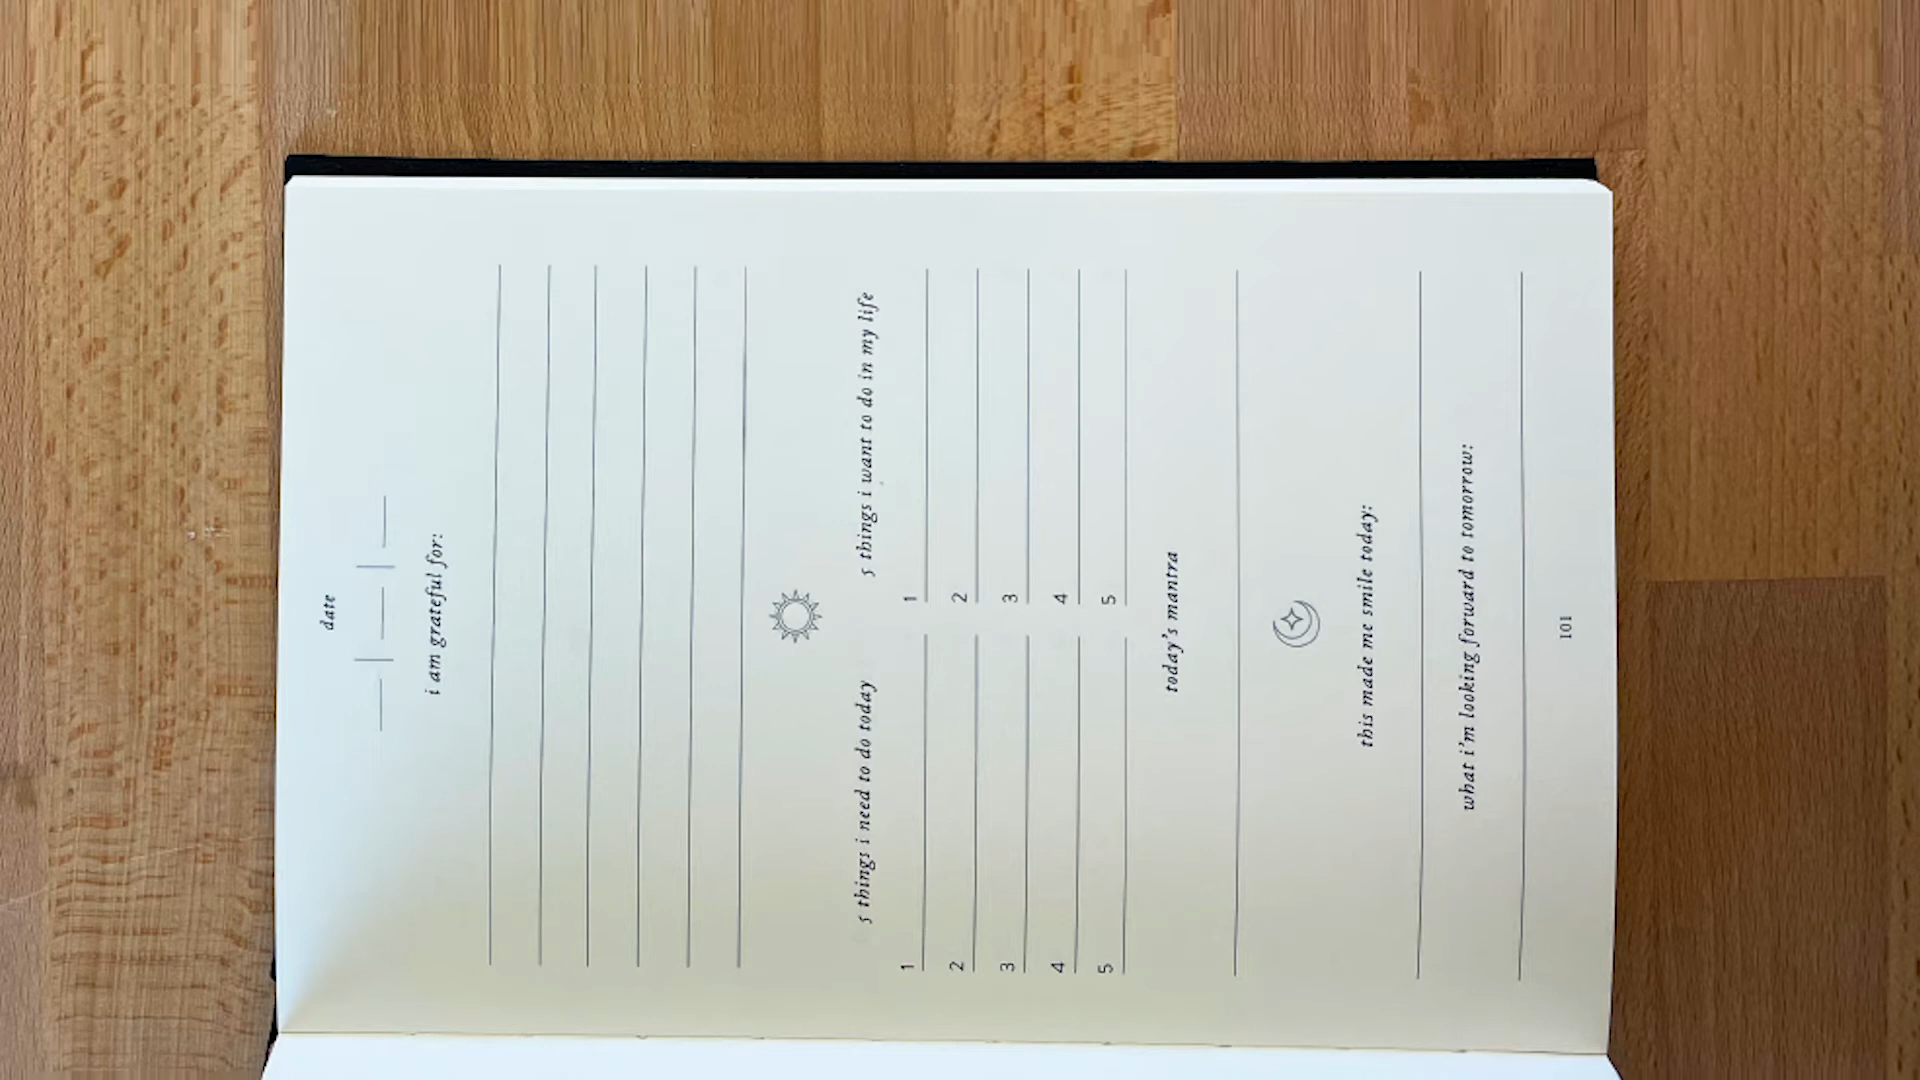 date
i am grateful for:
5 things i need to do today
1
2
3
4
5
5 things i want to do in my life
1
2
3
4
5
today's mantra
this made me smile today:
what i'm looking forward to tomorrow:
101